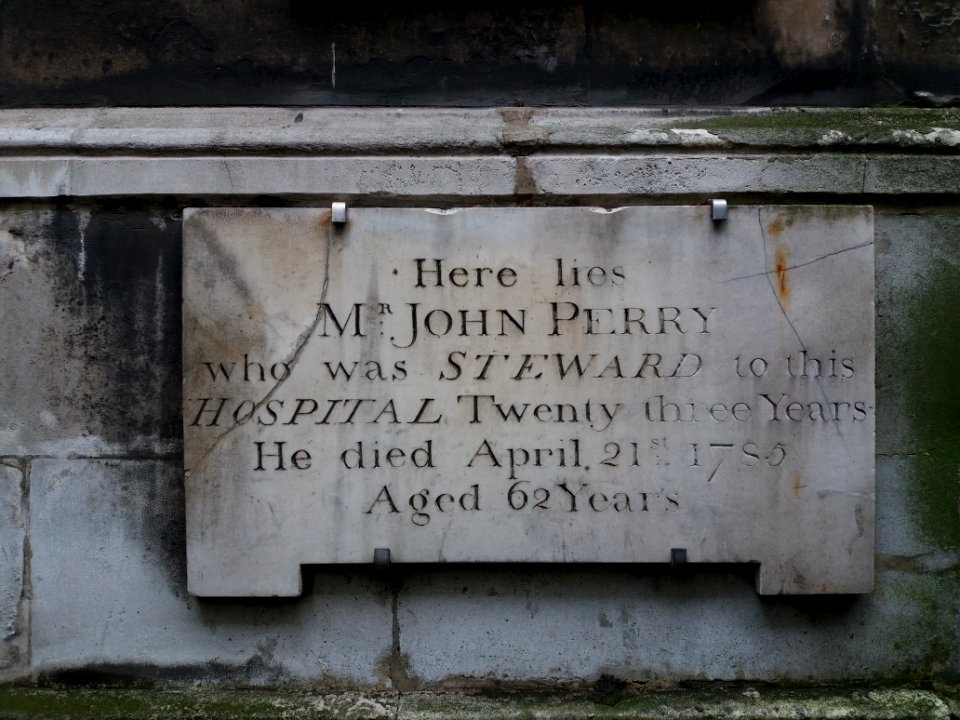 Here lies
Mr. JOHN PERRY
who was STEWARD to this
HOSPITAL Twenty three Years
He died April. 21st. 1785
Aged 62 Years